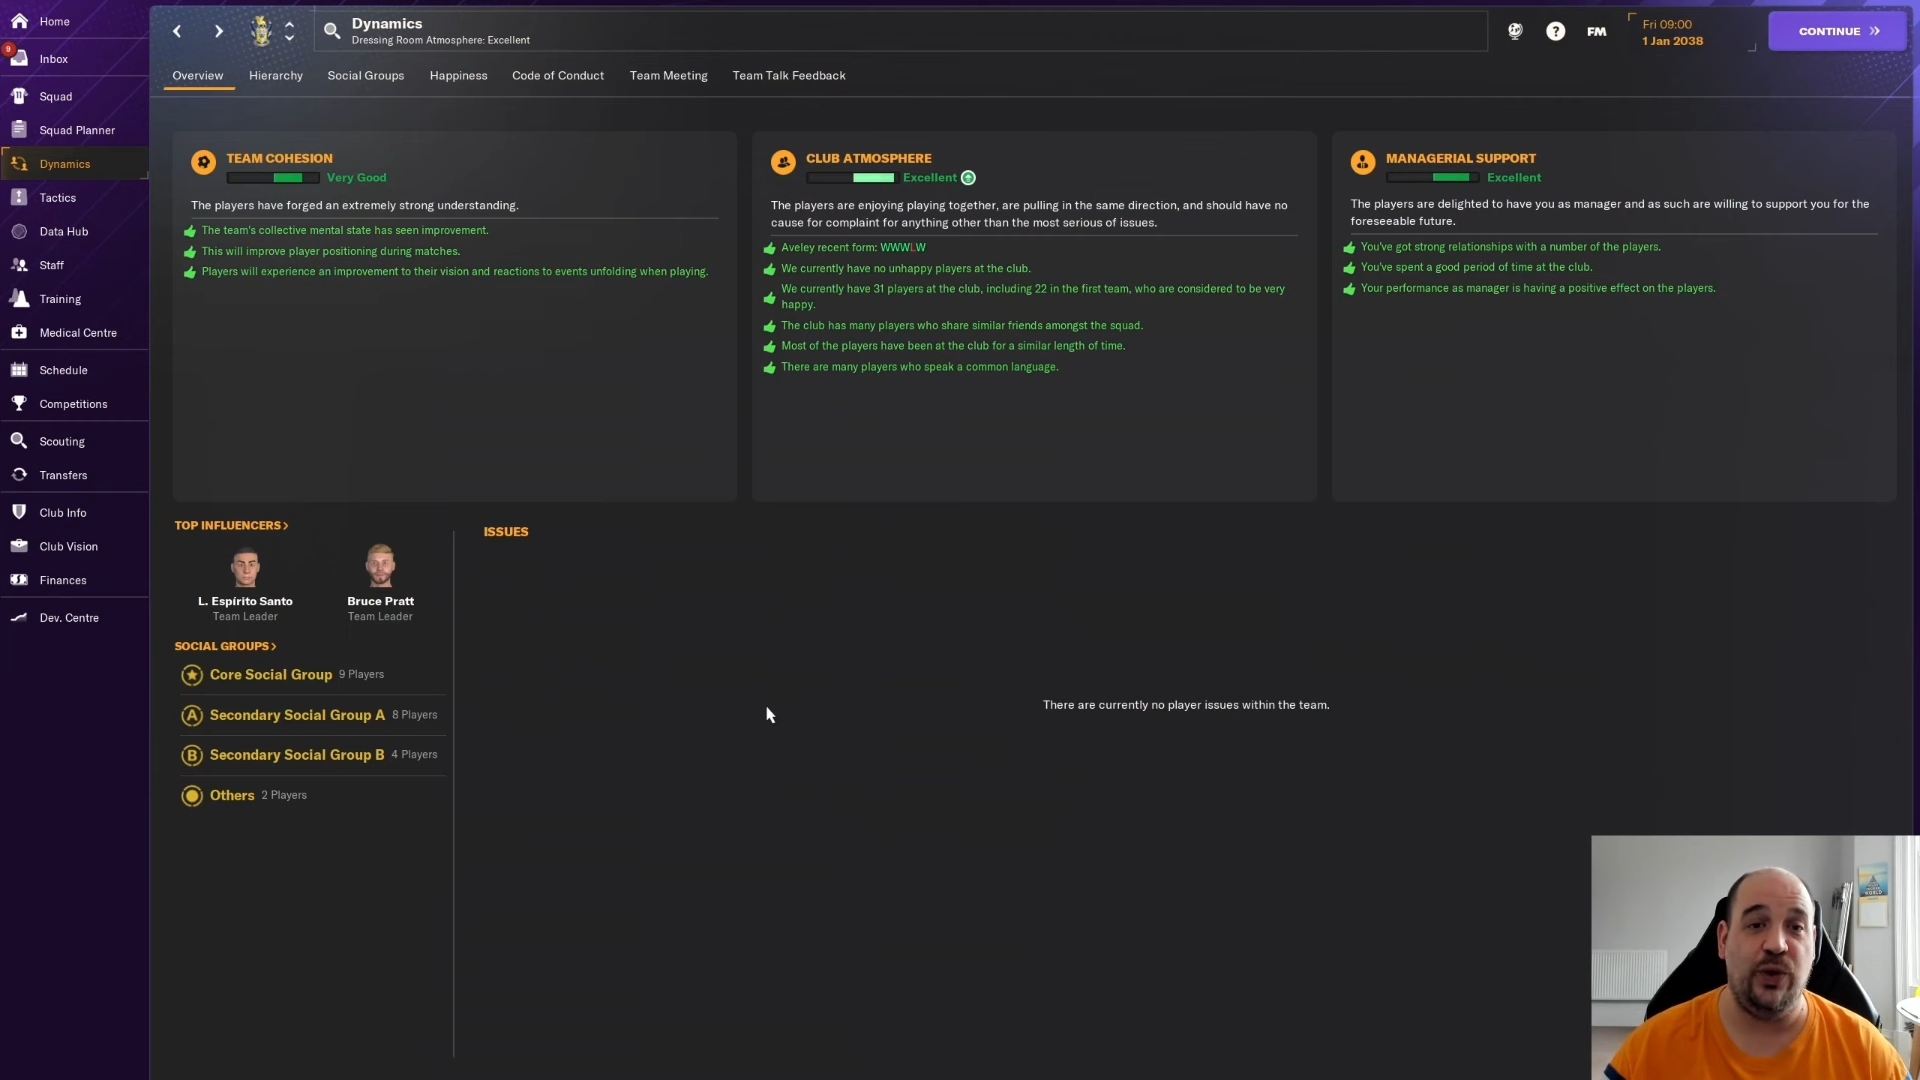 Home
9
Inbox
Squad
Squad Planner
Dynamics
Tactics
Data Hub
Staff
Training
Medical Centre
Schedule
Competitions
Scouting
Transfers
Club Info
Club Vision
Finances
Dev. Centre
Dynamics
Dressing Room Atmosphere: Excellent
?
FM
Fri 09:00
1 Jan 2038
CONTINUE
Overview
Hierarchy
Social Groups
Happiness
Code of Conduct
Team Meeting
Team Talk Feedback
TEAM COHESION
Very Good
The players have forged an extremely strong understanding.
The team's collective mental state has seen improvement.
This will improve player positioning during matches.
Players will experience an improvement to their vision and reactions to events unfolding when playing.
CLUB ATMOSPHERE
Excellent
The players are enjoying playing together, are pulling in the same direction, and should have no
cause for complaint for anything other than the most serious of issues.
Aveley recent form: WWWLW
We currently have no unhappy players at the club.
We currently have 31 players at the club, including 22 in the first team, who are considered to be very
happy.
The club has many players who share similar friends amongst the squad.
Most of the players have been at the club for a similar length of time.
There are many players who speak a common language.
MANAGERIAL SUPPORT
Excellent
The players are delighted to have you as manager and as such are willing to support you for the
foreseeable future.
You've got strong relationships with a number of the players.
You've spent a good period of time at the club.
Your performance as manager is having a positive effect on the players.
TOP INFLUENCERS >
L. Espírito Santo
Team Leader
Bruce Pratt
Team Leader
SOCIAL GROUPS >
Core Social Group 9 Players
A Secondary Social Group A 8 Players
B Secondary Social Group B 4 Players
Others 2 Players
ISSUES
There are currently no player issues within the team.